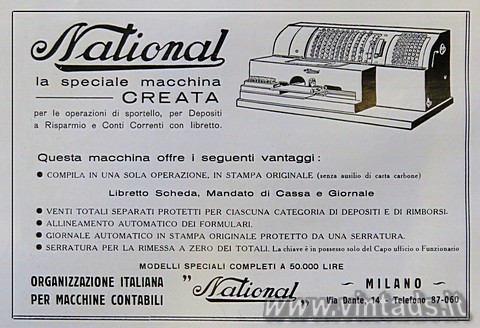 National
la speciale macchina
CREATA
per le operazioni di sportello, per Depositi
a Risparmio e Conti Correnti con libretto.
Questa macchina offre i seguenti vantaggi:
• COMPILA IN UNA SOLA OPERAZIONE, IN STAMPA ORIGINALE (senza ausilio di carta carbone)
Libretto Scheda, Mandato di Cassa e Giornale
• VENTI TOTALI SEPARATI PROTETTI PER CIASCUNA CATEGORIA DI DEPOSITI E DI RIMBORSI.
• ALLINEAMENTO AUTOMATICO DEI FORMULARI.
• GIORNALE AUTOMATICO IN STAMPA ORIGINALE PROTETTO DA UNA SERRATURA.
• SERRATURA PER LA RIMESSA A ZERO DEI TOTALI. La chiave è in possesso solo del Capo ufficio o Funzionario
MODELLI SPECIALI COMPLETI A 50.000 LIRE
ORGANIZZAZIONE ITALIANA
PER MACCHINE CONTABILI
"National"
— MILANO —
Via Dante, 14 - Telefono 87-060
www.vintads.it